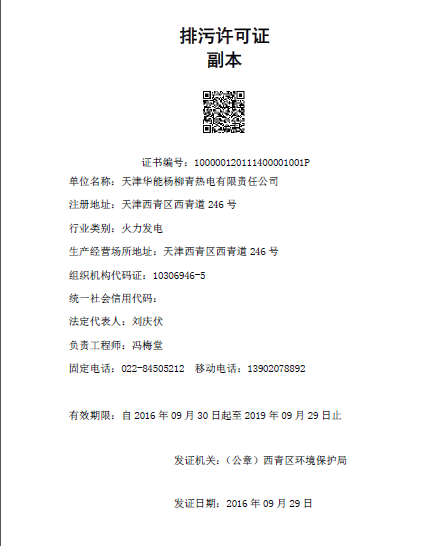 排污许可证
副本
证书编号：100000120111400001001P
单位名称：天津华能杨柳青热电有限责任公司
注册地址：天津西青区西青道 246 号
行业类别：火力发电
生产经营场所地址：天津西青区西青道 246 号
组织机构代码证：10306946-5
统一社会信用代码：
法定代表人：刘庆伏
负责工程师：冯梅堂
固定电话：022-84505212 移动电话：13902078892
有效期限：自 2016 年 09 月 30 日起至 2019 年 09 月 29 日止
发证机关：（公章）西青区环境保护局
发证日期：2016 年 09 月 29 日